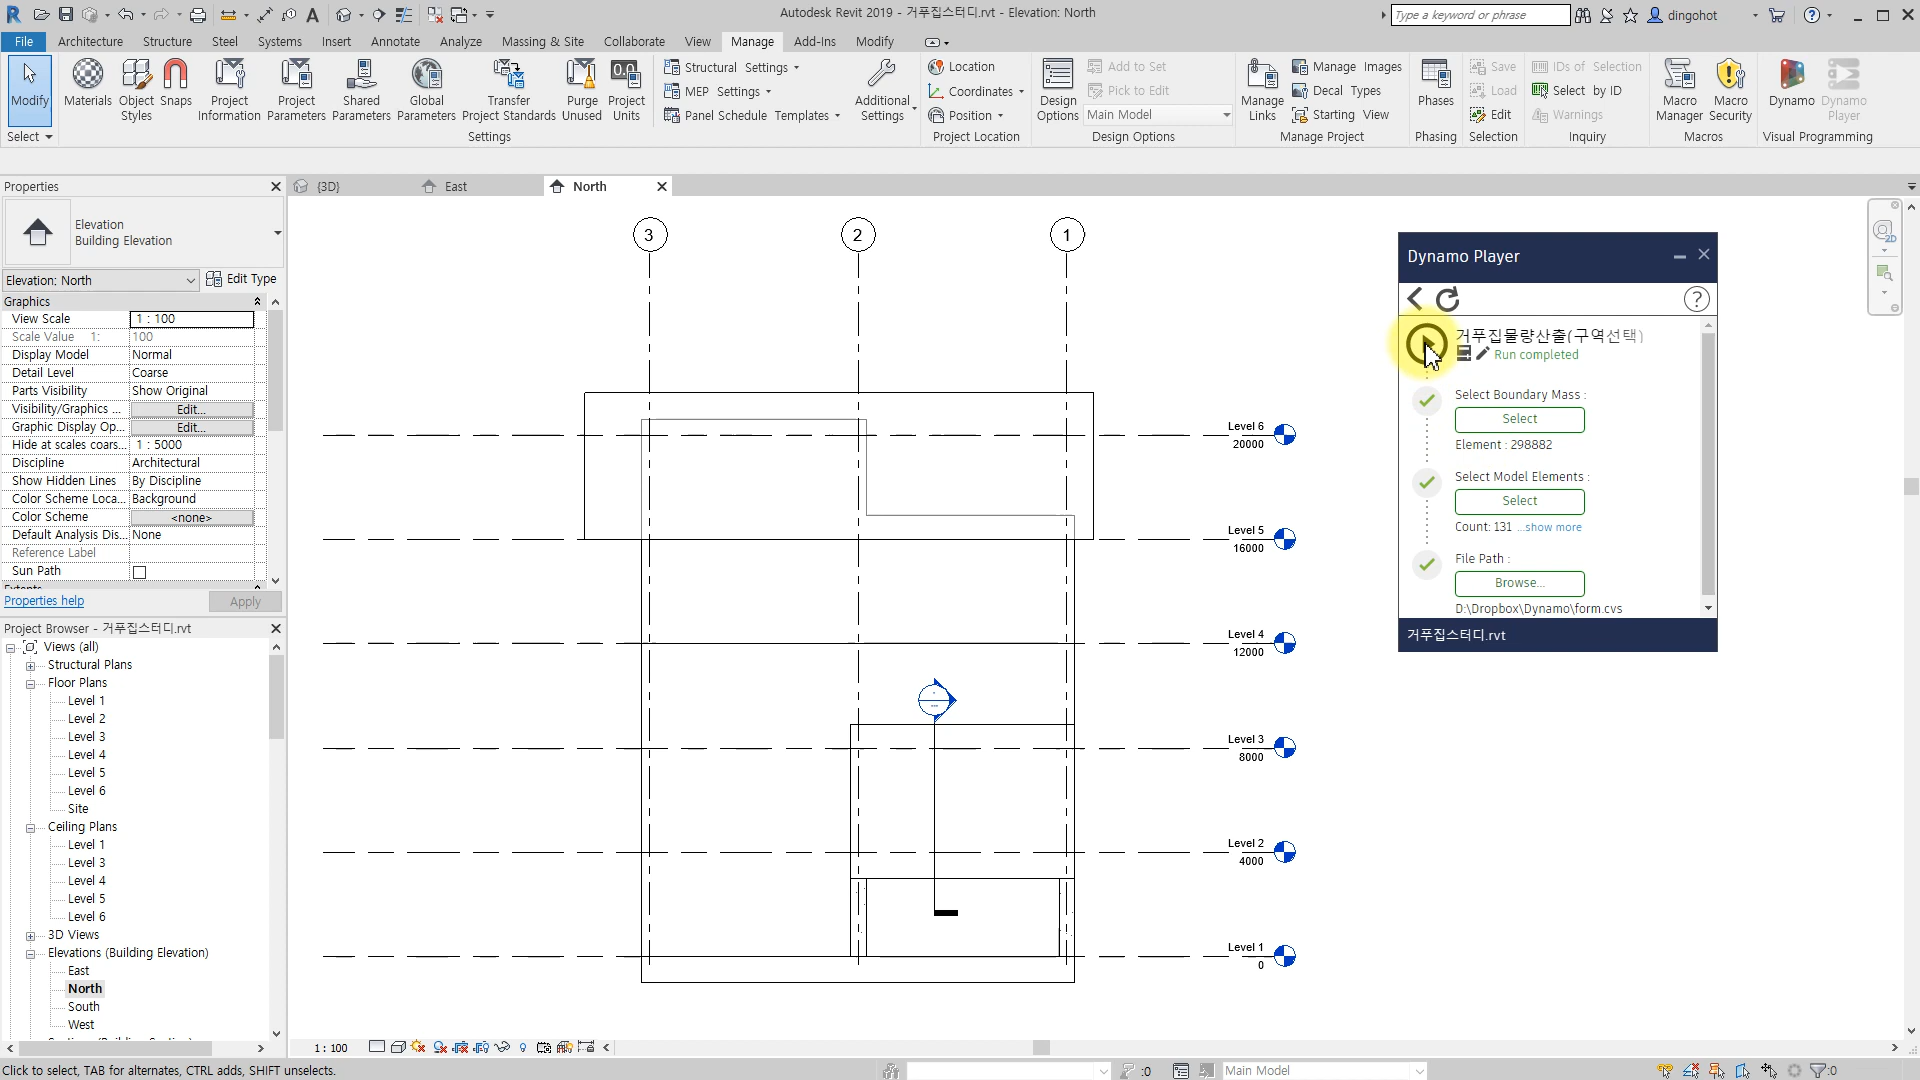 Autodesk Revit 2019 - 거푸집스터디.rvt - Elevation: North
Type a keyword or phrase
dingohot
File Architecture Structure Steel Systems Insert Annotate Analyze Massing & Site Collaborate View Manage Add-Ins Modify
Modify
Materials
Object Styles
Snaps
Project Information
Project Parameters
Shared Parameters
Global Parameters
Transfer Project Standards
Purge Unused
Project Units
Structural Settings
MEP Settings
Panel Schedule Templates
Additional Settings
Location
Coordinates
Position
Design Options
Add to Set
Pick to Edit
Main Model
Manage Links
Manage Images
Decal Types
Starting View
Phases
Save
Load
Edit
IDs of Selection
Select by ID
Warnings
Macro Manager
Macro Security
Dynamo
Dynamo Player
Select Settings Project Location Design Options Manage Project Phasing Selection Inquiry Macros Visual Programming
Properties
{3D} East North
Elevation
Building Elevation
Elevation: North Edit Type
Graphics
View Scale 1 : 100
Scale Value 1: 100
Display Model Normal
Detail Level Coarse
Parts Visibility Show Original
Visibility/Graphics ... Edit...
Graphic Display Op... Edit...
Hide at scales coars... 1 : 5000
Discipline Architectural
Show Hidden Lines By Discipline
Color Scheme Loca... Background
Color Scheme <none>
Default Analysis Dis... None
Reference Label
Sun Path
Extents
Properties help Apply
Project Browser - 거푸집스터디.rvt
Views (all)
Structural Plans
Floor Plans
Level 1
Level 2
Level 3
Level 4
Level 5
Level 6
Site
Ceiling Plans
Level 1
Level 3
Level 4
Level 5
Level 6
3D Views
Elevations (Building Elevation)
East
North
South
West
3 2 1
Level 6
20000
Level 5
16000
Level 4
12000
Level 3
8000
Level 2
4000
Level 1
0
Dynamo Player
?
거푸집물량산출(구역선택)
Run completed
Select Boundary Mass :
Select
Element : 298882
Select Model Elements :
Select
Count: 131 ...show more
File Path :
Browse...
D:\Dropbox\Dynamo\form.cvs
거푸집스터디.rvt
2D
1 : 100
Click to select, TAB for alternates, CTRL adds, SHIFT unselects.
:0
Main Model
:0